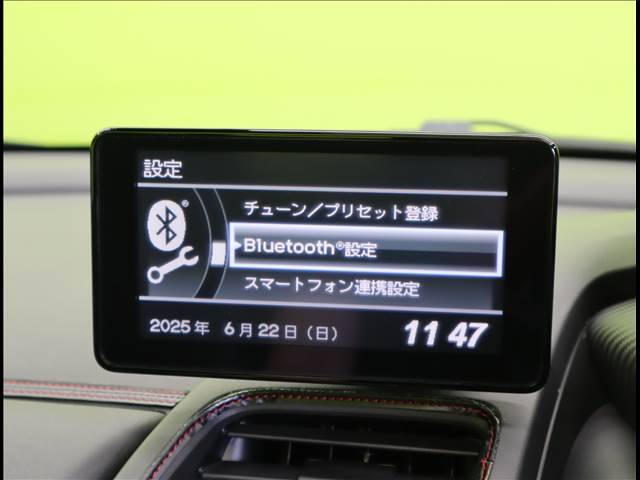 設定
チューン／プリセット登録
Bluetooth®設定
スマートフォン連携設定
2025年 6月22日（日） 11 47